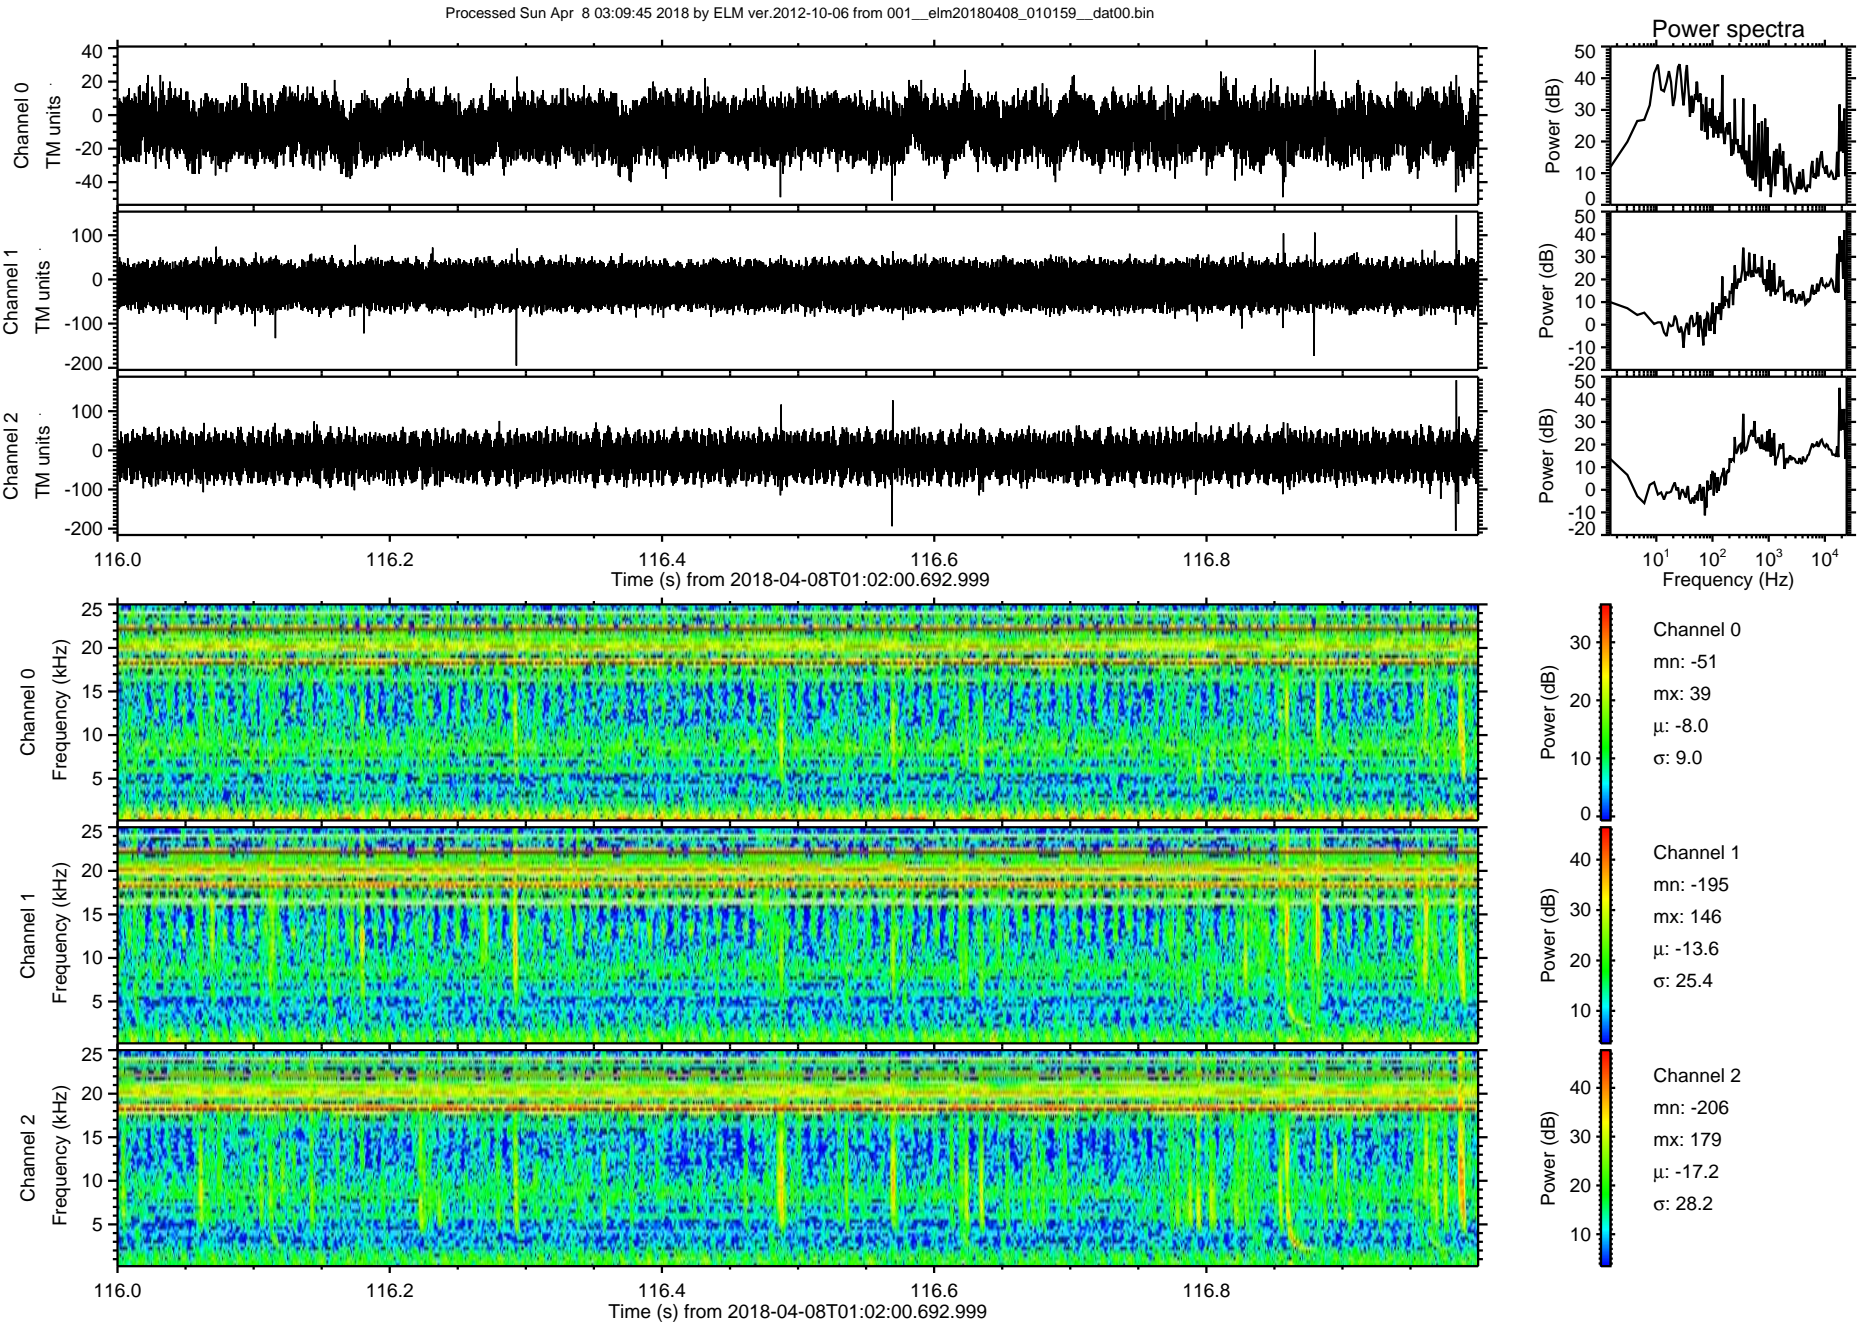 Processed Sun Apr  8 03:09:45 2018 by ELM ver.2012-10-06 from 001__elm20180408_010159__dat00.bin
Power spectra
Channel 0
TM units
40
20
0
-20
-40
Power (dB)
50
40
30
20
10
0
Channel 1
TM units
100
0
-100
-200
Power (dB)
50
40
30
20
10
0
-10
-20
Channel 2
TM units
100
0
-100
-200
Power (dB)
50
40
30
20
10
0
-10
-20
116.0 116.2 116.4 116.6 116.8
Time (s) from 2018-04-08T01:02:00.692.999
10^1 10^2 10^3 10^4
Frequency (Hz)
Channel 0
Frequency (kHz)
25
20
15
10
5
Power (dB)
30
20
10
0
Channel 0
mn: -51
mx: 39
μ: -8.0
σ: 9.0
Channel 1
Frequency (kHz)
25
20
15
10
5
Power (dB)
40
30
20
10
Channel 1
mn: -195
mx: 146
μ: -13.6
σ: 25.4
Channel 2
Frequency (kHz)
25
20
15
10
5
Power (dB)
40
30
20
10
Channel 2
mn: -206
mx: 179
μ: -17.2
σ: 28.2
116.0 116.2 116.4 116.6 116.8
Time (s) from 2018-04-08T01:02:00.692.999